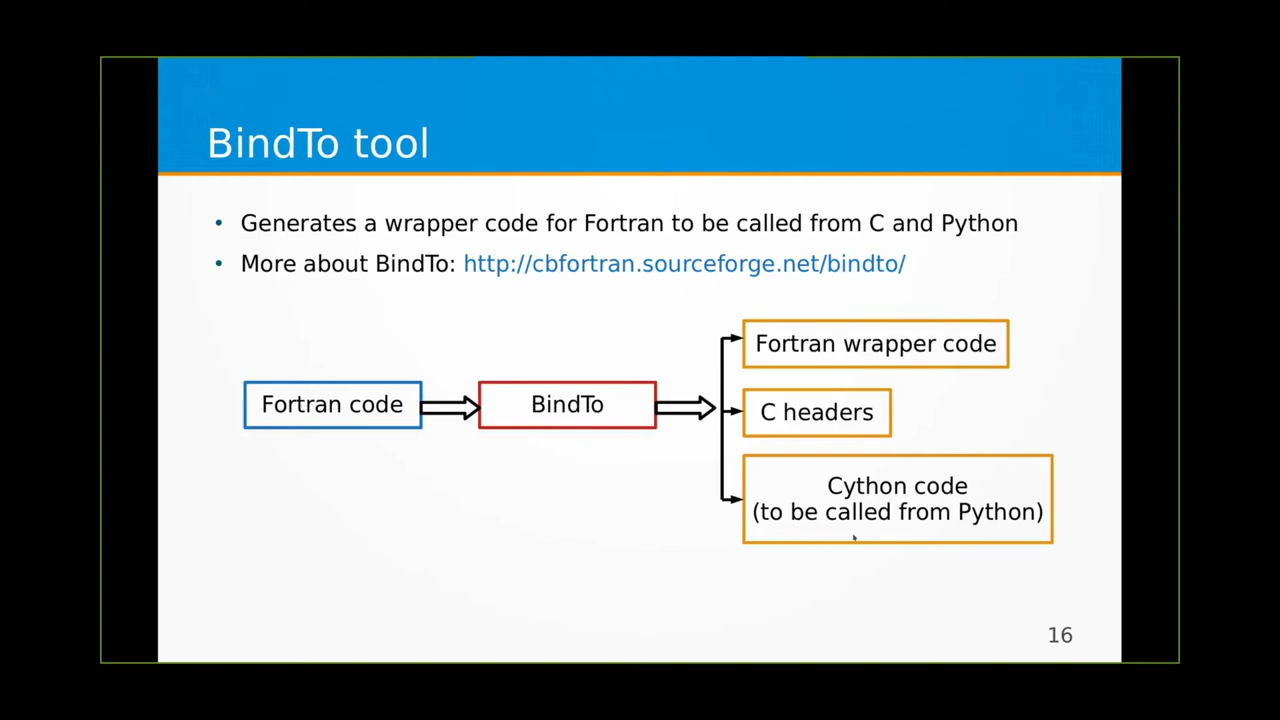 BindTo tool
• Generates a wrapper code for Fortran to be called from C and Python
• More about BindTo: http://cbfortran.sourceforge.net/bindto/
Fortran code
BindTo
Fortran wrapper code
C headers
Cython code
(to be called from Python)
16